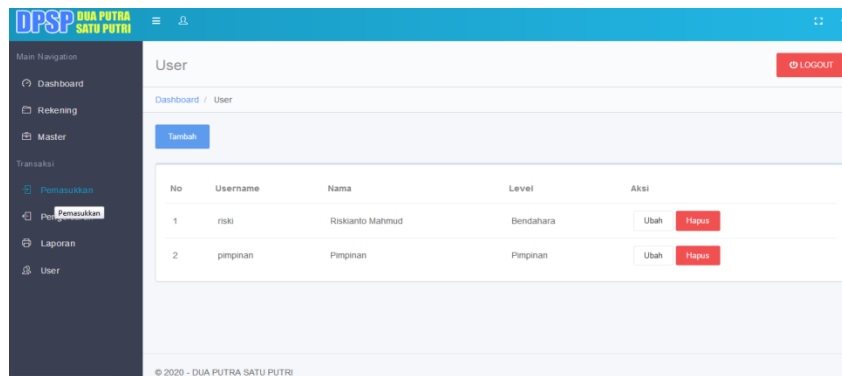 DPSP DUA PUTRA
SATU PUTRI
Main Navigation
Dashboard
Rekening
Master
Transaksi
Pemasukkan
Pemasukkan
Laporan
User
User
LOGOUT
Dashboard / User
Tambah
No Username Nama Level Aksi
1 riski Riskianto Mahmud Bendahara Ubah Hapus
2 pimpinan Pimpinan Pimpinan Ubah Hapus
© 2020 - DUA PUTRA SATU PUTRI